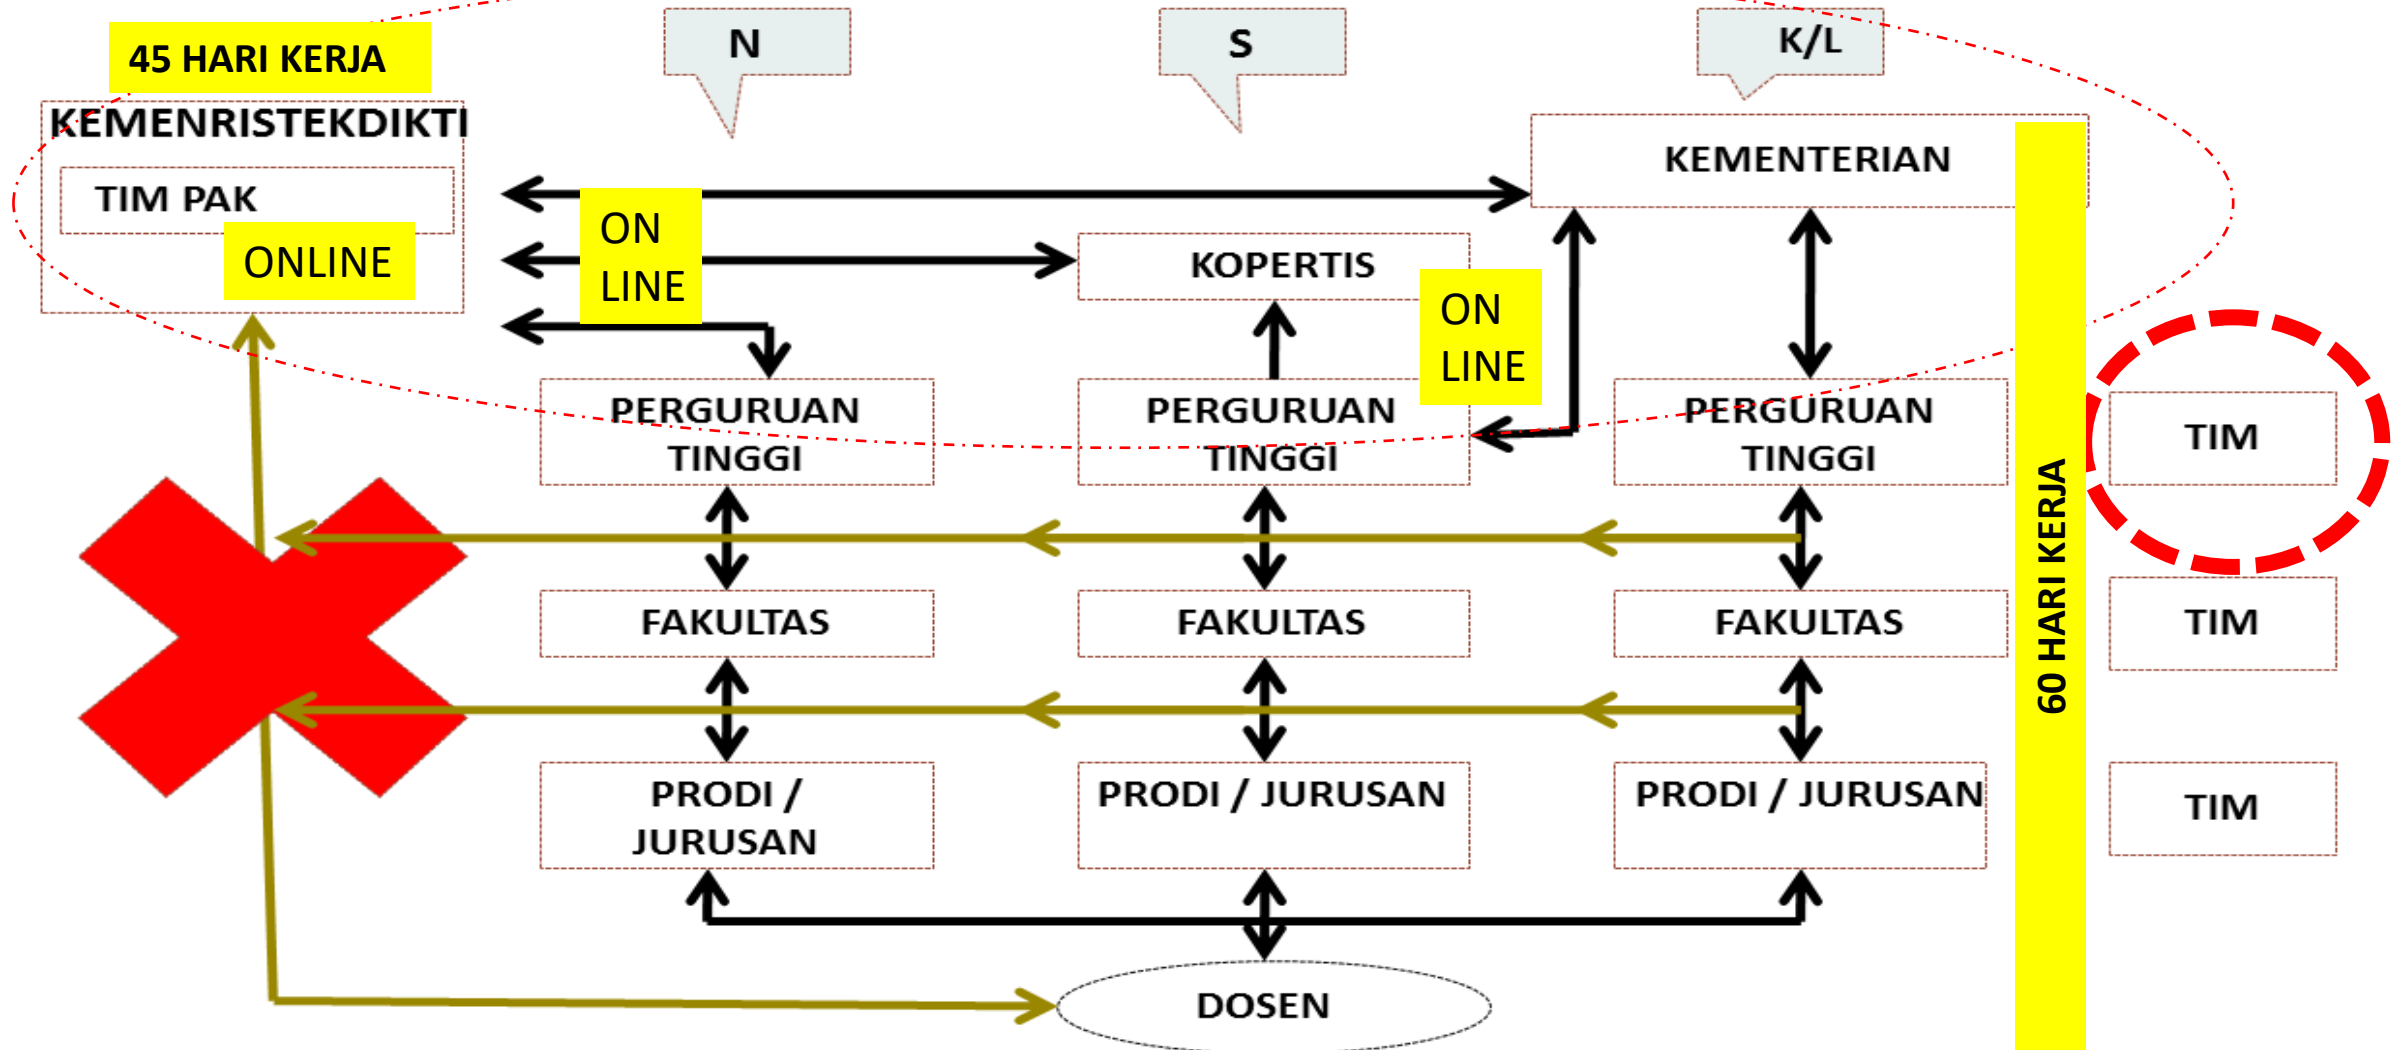 45 HARI KERJA
N
S
K/L
KEMENRISTEKDIKTI
TIM PAK
ONLINE
ON
LINE
KEMENTERIAN
KOPERTIS
ON
LINE
PERGURUAN
TINGGI
PERGURUAN
TINGGI
PERGURUAN
TINGGI
TIM
FAKULTAS
FAKULTAS
FAKULTAS
TIM
60 HARI KERJA
PRODI /
JURUSAN
PRODI / JURUSAN
PRODI / JURUSAN
TIM
DOSEN